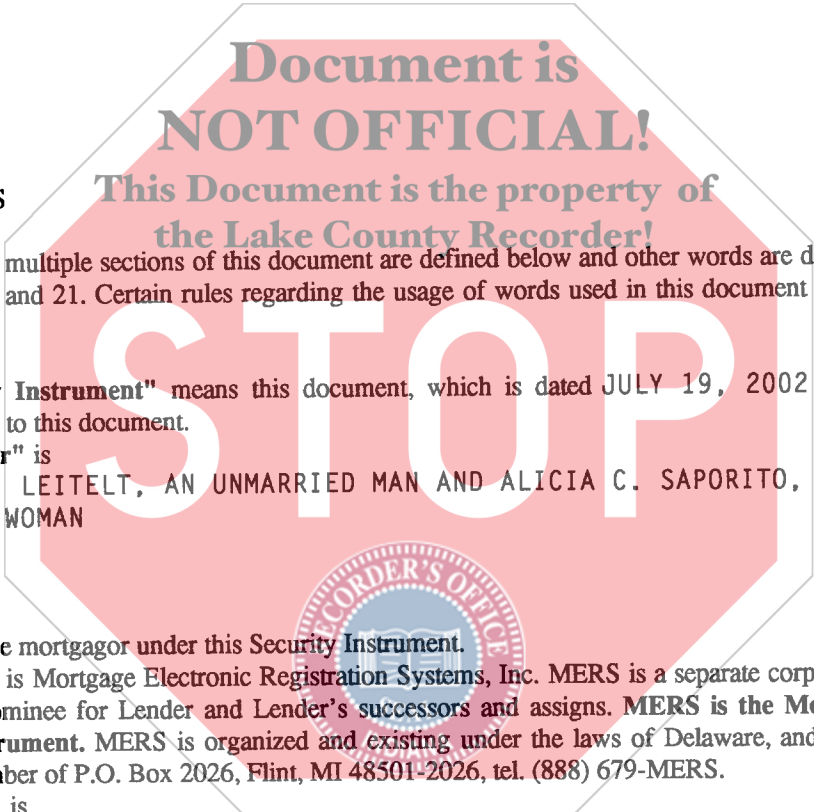 Document is
NOT OFFICIAL!
This Document is the property of
the Lake County Recorder!
S
multiple sections of this document are defined below and other words are d
and 21. Certain rules regarding the usage of words used in this document
STOP
Instrument" means this document, which is dated JULY 19, 2002
to this document.
r" is
LEITELT, AN UNMARRIED MAN AND ALICIA C. SAPORITO,
WOMAN
RECORDER'S OFFICE
e mortgagor under this Security Instrument.
is Mortgage Electronic Registration Systems, Inc. MERS is a separate corp
ominee for Lender and Lender's successors and assigns. MERS is the Mo
rument. MERS is organized and existing under the laws of Delaware, and
ber of P.O. Box 2026, Flint, MI 48501-2026, tel. (888) 679-MERS.
is